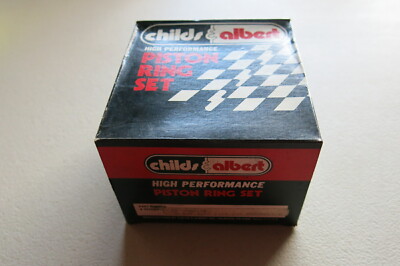 childs & albert
HIGH PERFORMANCE
PISTON
RING
SET
childs & albert
HIGH PERFORMANCE
PISTON RING SET